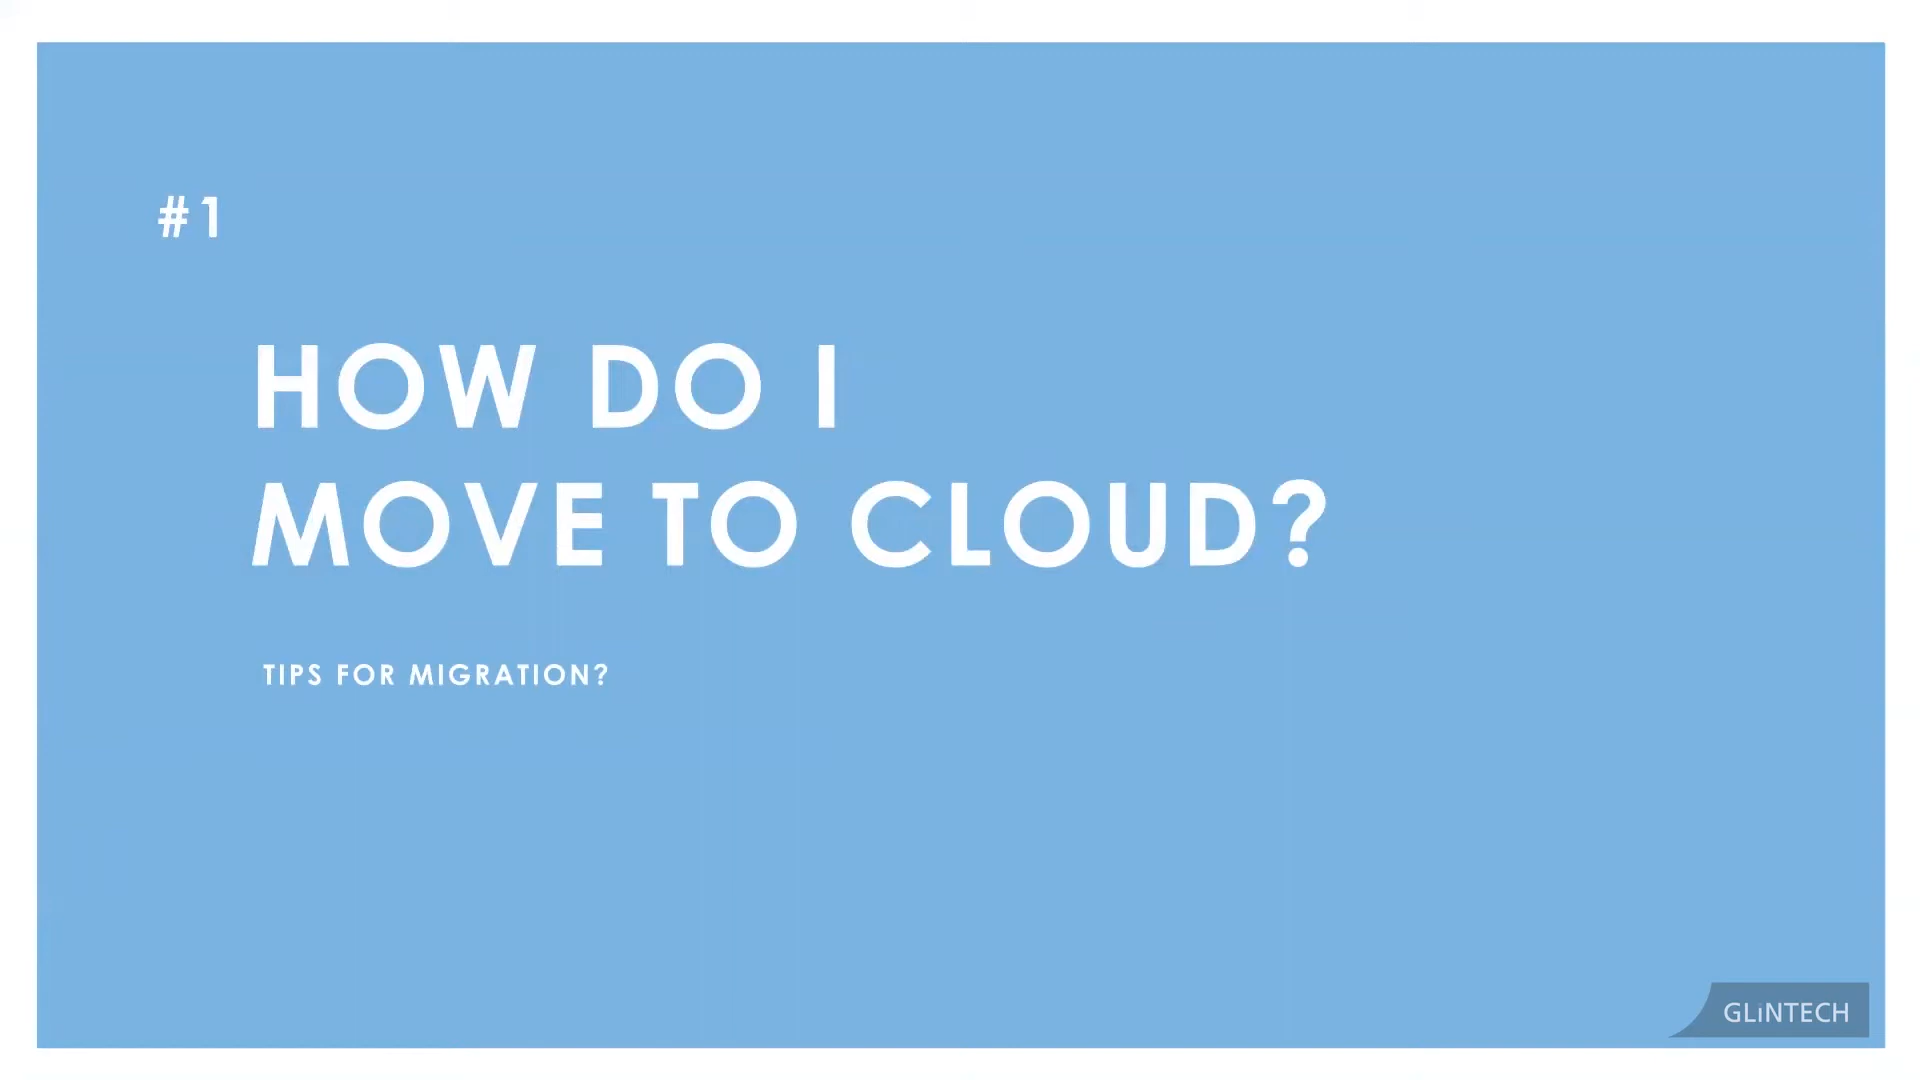 #1
HOW DO I
MOVE TO CLOUD?
TIPS FOR MIGRATION?
GLiNTECH